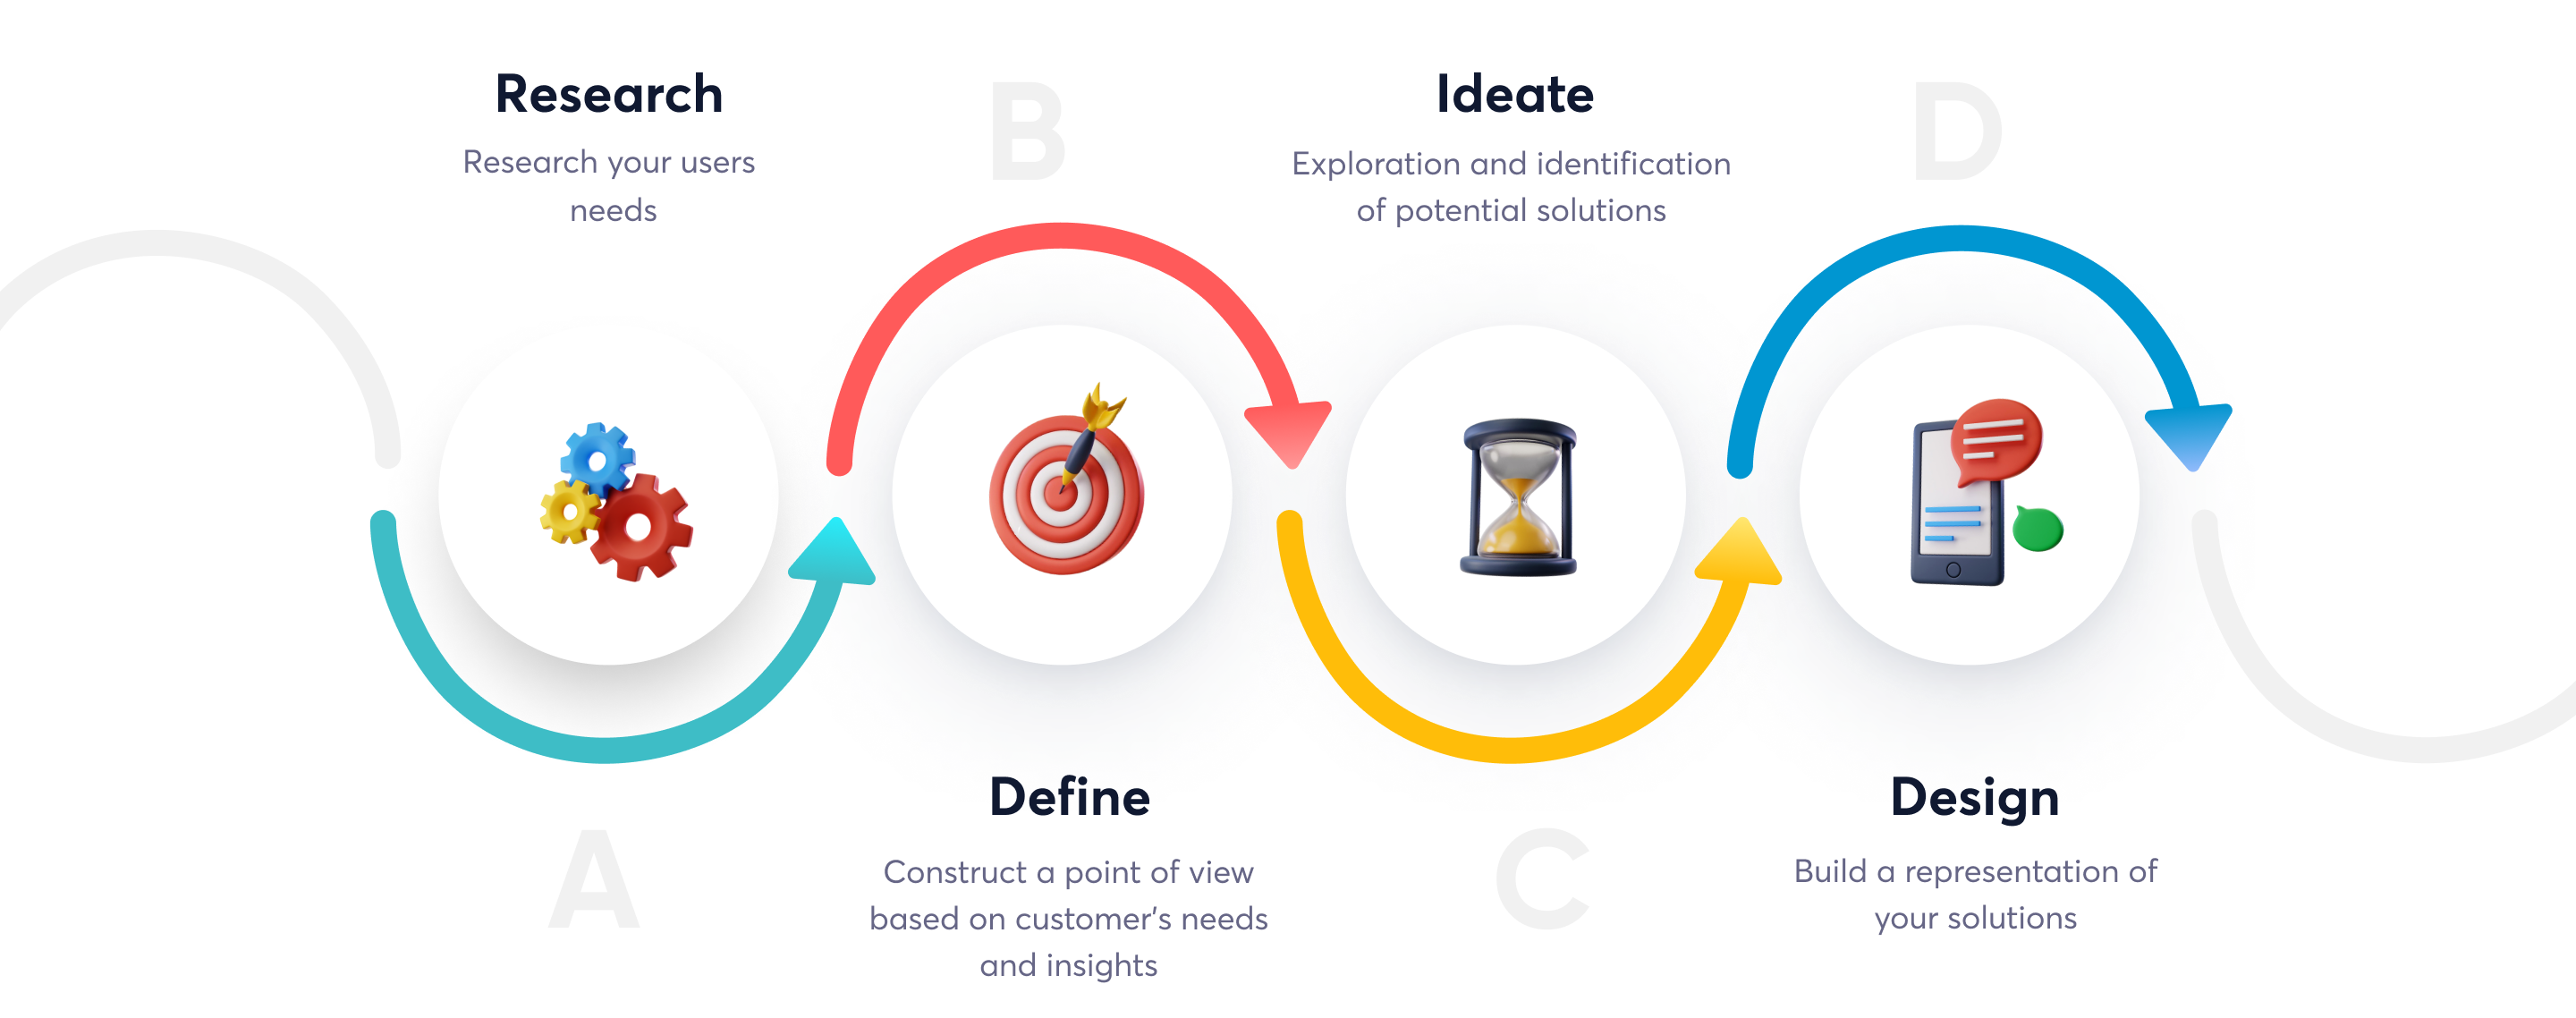 Research
Research your users
needs
A
B
Define
Construct a point of view
based on customer's needs
and insights
Ideate
Exploration and identification
of potential solutions
C
D
Design
Build a representation of
your solutions